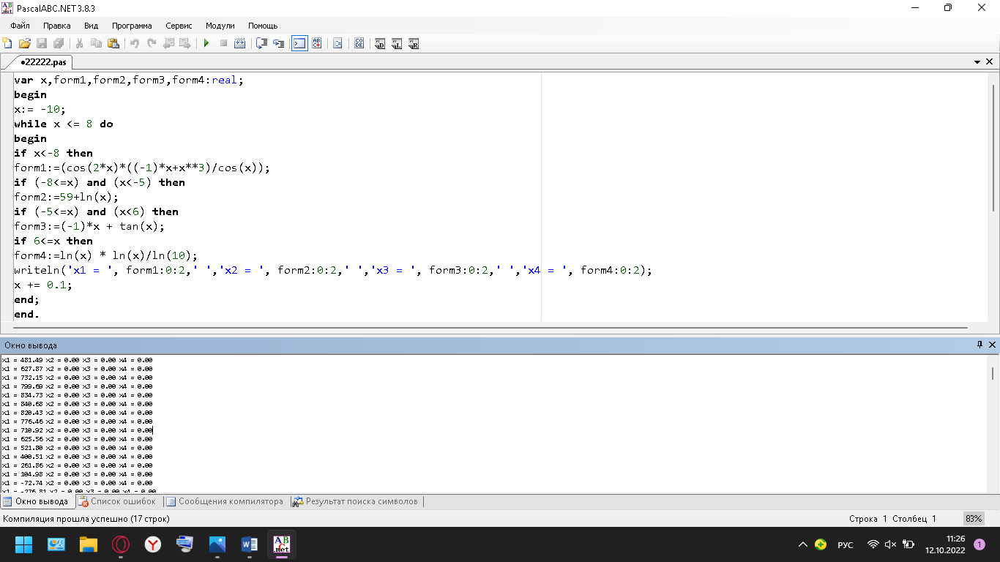 PascalABC.NET 3.8.3
Файл Правка Вид Программа Сервис Модули Помощь
•22222.pas
var x,form1,form2,form3,form4:real;
begin
x:= -10;
while x <= 8 do
begin
if x<-8 then
form1:=(cos(2*x)*((-1)*x+x**3)/cos(x));
if (-8<=x) and (x<-5) then
form2:=59+ln(x);
if (-5<=x) and (x<6) then
form3:=(-1)*x + tan(x);
if 6<=x then
form4:=ln(x) * ln(x)/ln(10);
writeln('x1 = ', form1:0:2,' ','x2 = ', form2:0:2,' ','x3 = ', form3:0:2,' ','x4 = ', form4:0:2);
x += 0.1;
end;
end.
Окно вывода
x1 = 481.49 x2 = 0.00 x3 = 0.00 x4 = 0.00
x1 = 627.87 x2 = 0.00 x3 = 0.00 x4 = 0.00
x1 = 732.15 x2 = 0.00 x3 = 0.00 x4 = 0.00
x1 = 799.69 x2 = 0.00 x3 = 0.00 x4 = 0.00
x1 = 834.73 x2 = 0.00 x3 = 0.00 x4 = 0.00
x1 = 840.68 x2 = 0.00 x3 = 0.00 x4 = 0.00
x1 = 820.43 x2 = 0.00 x3 = 0.00 x4 = 0.00
x1 = 776.46 x2 = 0.00 x3 = 0.00 x4 = 0.00
x1 = 710.92 x2 = 0.00 x3 = 0.00 x4 = 0.00
x1 = 625.56 x2 = 0.00 x3 = 0.00 x4 = 0.00
x1 = 521.80 x2 = 0.00 x3 = 0.00 x4 = 0.00
x1 = 400.51 x2 = 0.00 x3 = 0.00 x4 = 0.00
x1 = 261.86 x2 = 0.00 x3 = 0.00 x4 = 0.00
x1 = 104.98 x2 = 0.00 x3 = 0.00 x4 = 0.00
x1 = -72.74 x2 = 0.00 x3 = 0.00 x4 = 0.00
x1 = -276.81 x2 = 0.00 x3 = 0.00 x4 = 0.00
Окно вывода Список ошибок Сообщения компилятора Результат поиска символов
Компиляция прошла успешно (17 строк) Строка 1 Столбец 1 83%
РУС 11:26
12.10.2022 1